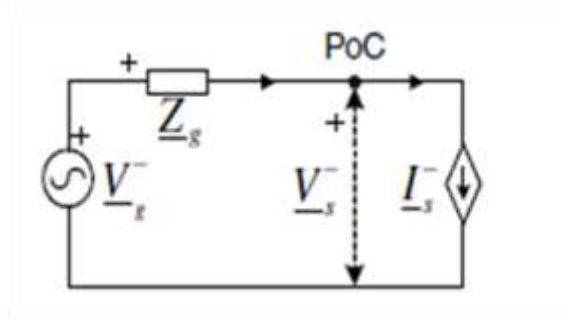 PoC
+
Z_g
+
+
V_g^-
V_s^-
I_s^-